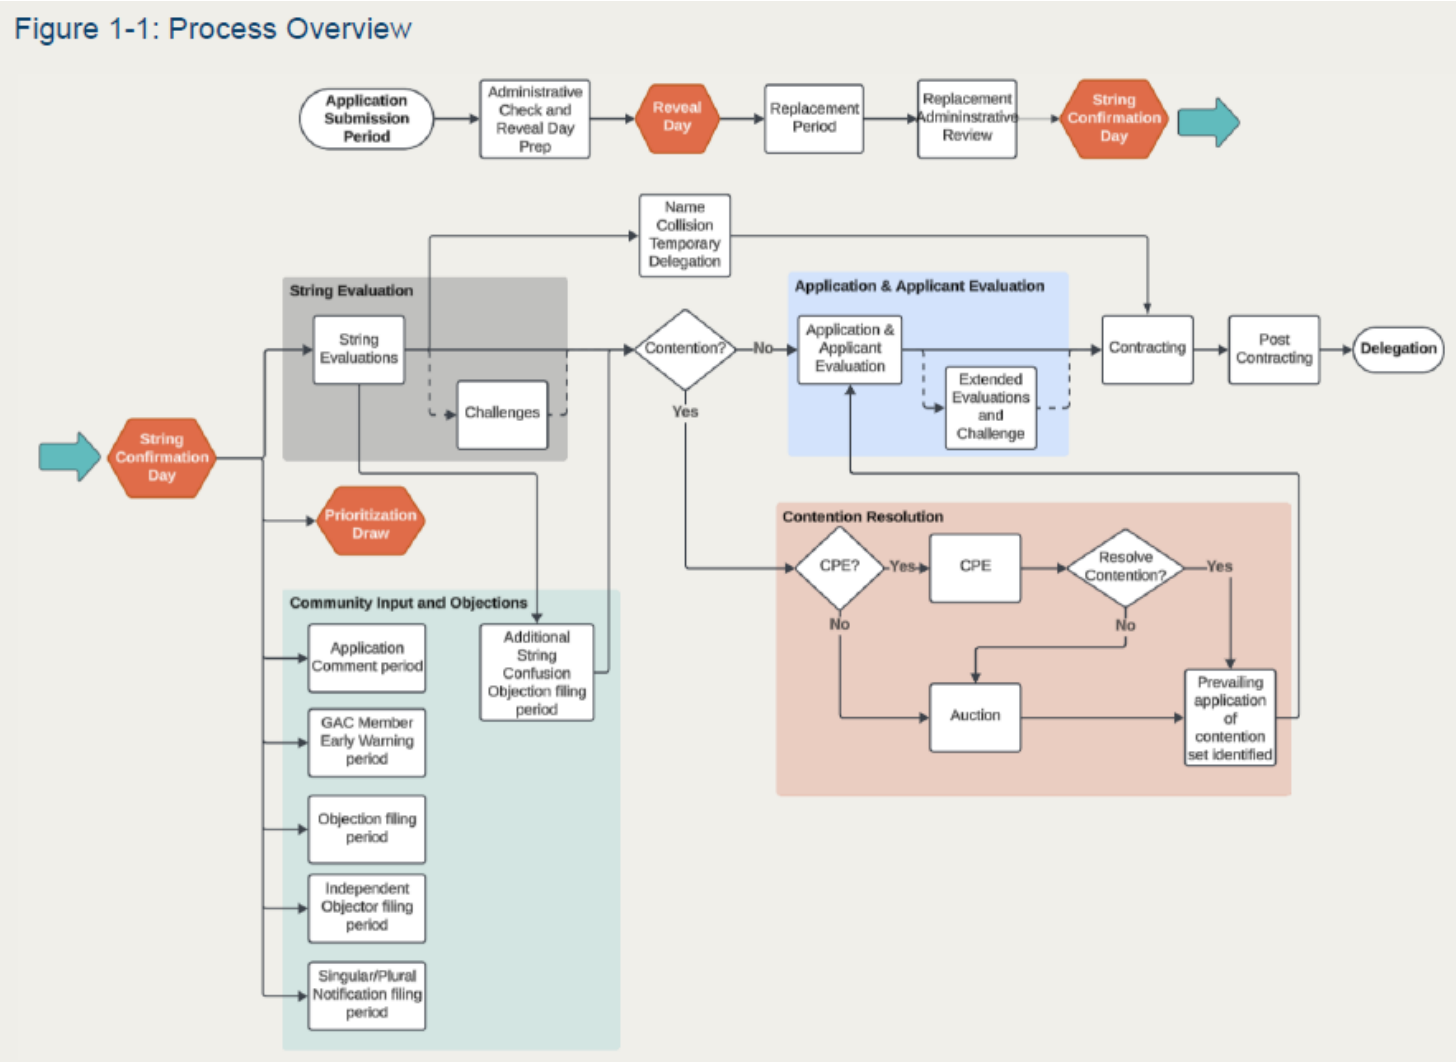 Figure 1-1: Process Overview
Application
Submission
Period
Administrative
Check and
Reveal Day
Prep
Reveal
Day
Replacement
Period
Replacement
Admininstrative
Review
String
Confirmation
Day
Name
Collision
Temporary
Delegation
String Evaluation
String
Evaluations
Challenges
Contention?
No
Yes
Application & Applicant Evaluation
Application &
Applicant
Evaluation
Extended
Evaluations
and
Challenge
Contracting
Post
Contracting
Delegation
String
Confirmation
Day
Prioritization
Draw
Community Input and Objections
Application
Comment period
GAC Member
Early Warning
period
Objection filing
period
Independent
Objector filing
period
Singular/Plural
Notification filing
period
Additional
String
Confusion
Objection filing
period
Contention Resolution
CPE?
Yes
CPE
Resolve
Contention?
Yes
No
No
Auction
Prevailing
application
of
contention
set identified